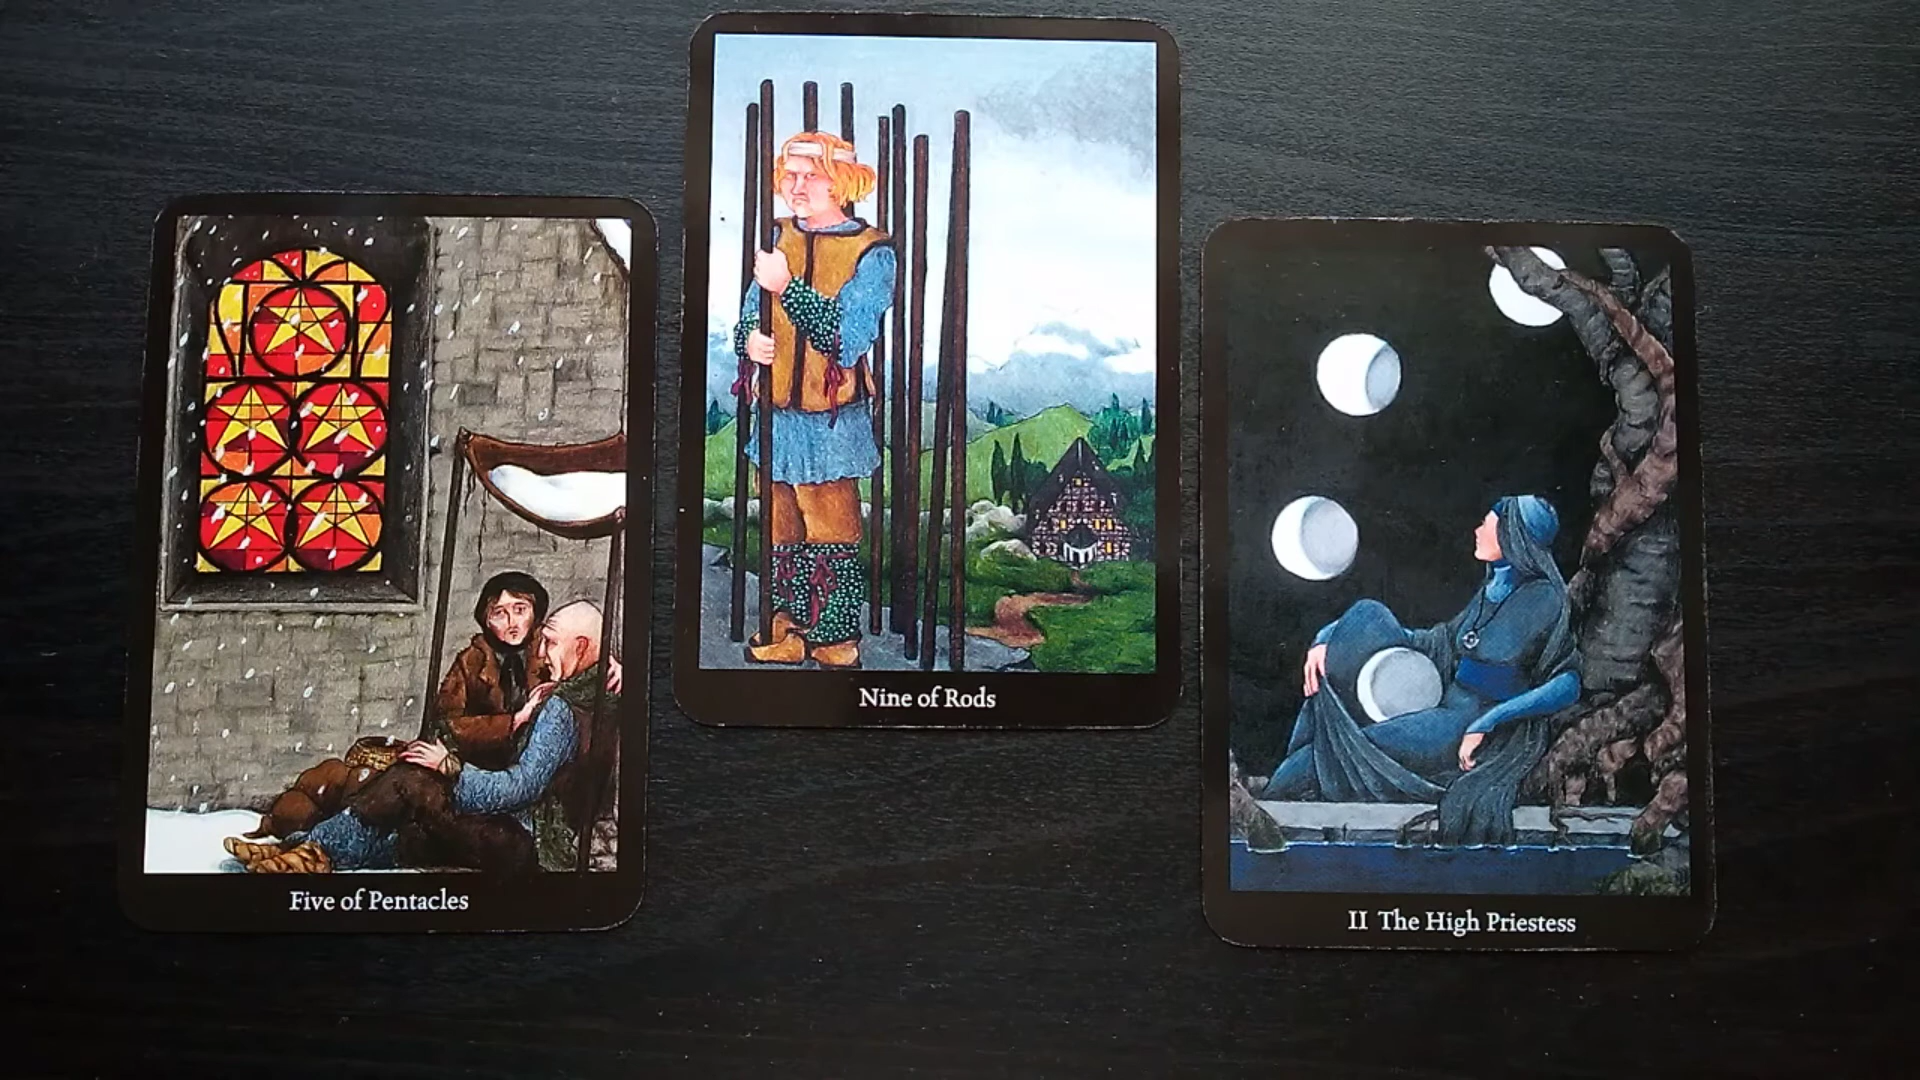 Five of Pentacles
Nine of Rods
II The High Priestess